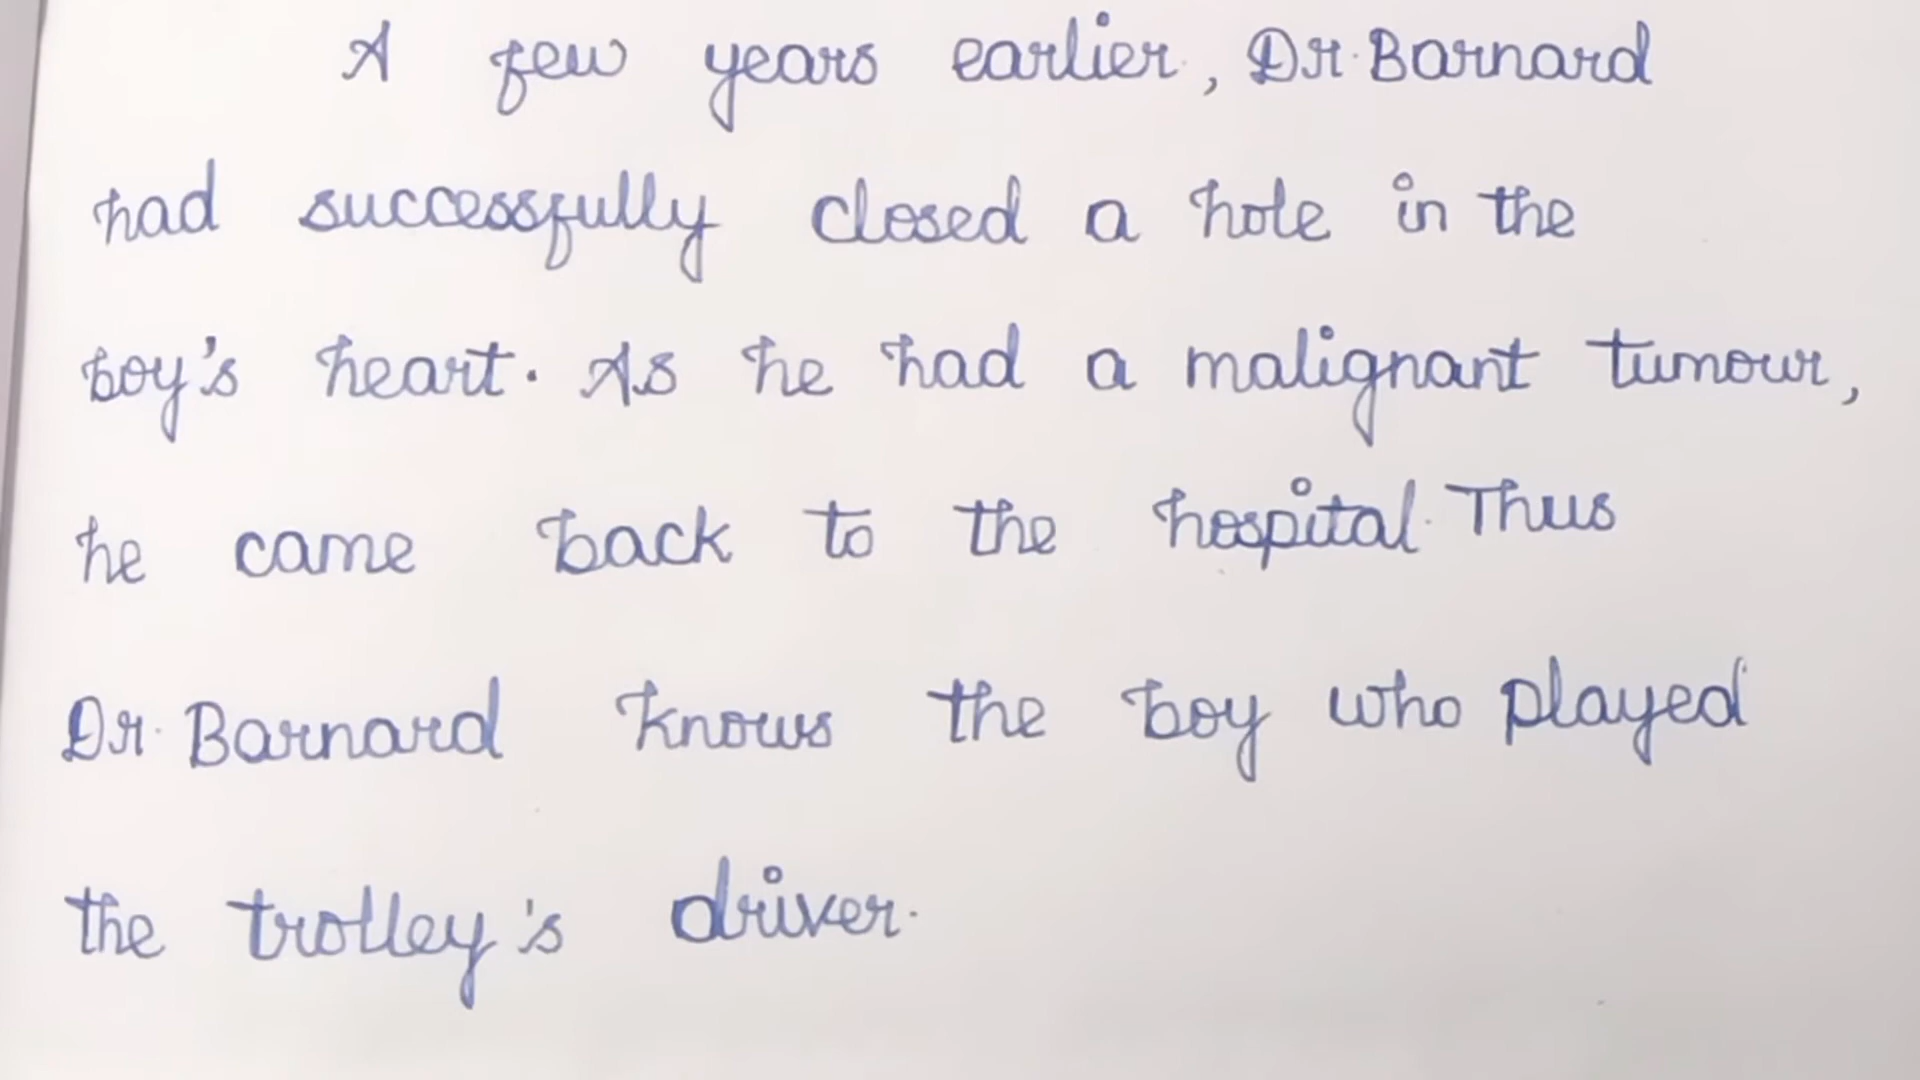 A few years earlier, Dr. Barnard
had successfully closed a hole in the
boy's heart. As he had a malignant tumour,
he came back to the hospital. Thus
Dr. Barnard knows the boy who played
the trolley's driver.